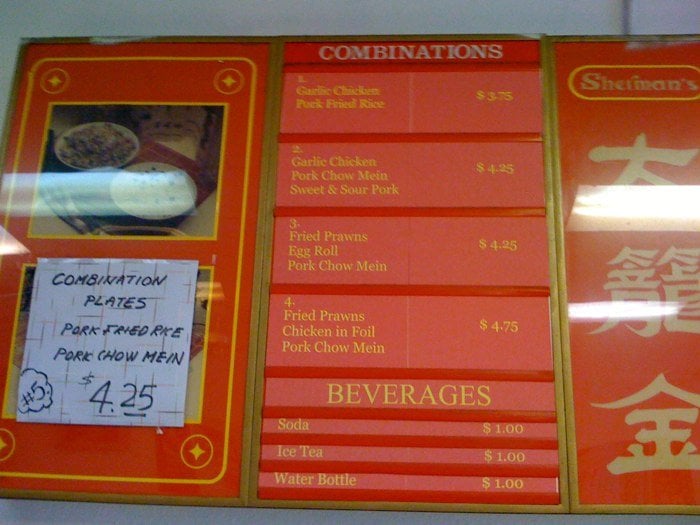 COMBINATIONS
1.
Garlic Chicken
Pork Fried Rice
$ 3.75
2.
Garlic Chicken
Pork Chow Mein
Sweet & Sour Pork
$ 4.25
3.
Fried Prawns
Egg Roll
Pork Chow Mein
$ 4.25
4.
Fried Prawns
Chicken in Foil
Pork Chow Mein
$ 4.75
BEVERAGES
Soda $ 1.00
Ice Tea $ 1.00
Water Bottle $ 1.00
COMBINATION
PLATES
PORK FRIED RICE
PORK CHOW MEIN
$ 4.25
#5
Sherman's
大
籠
金